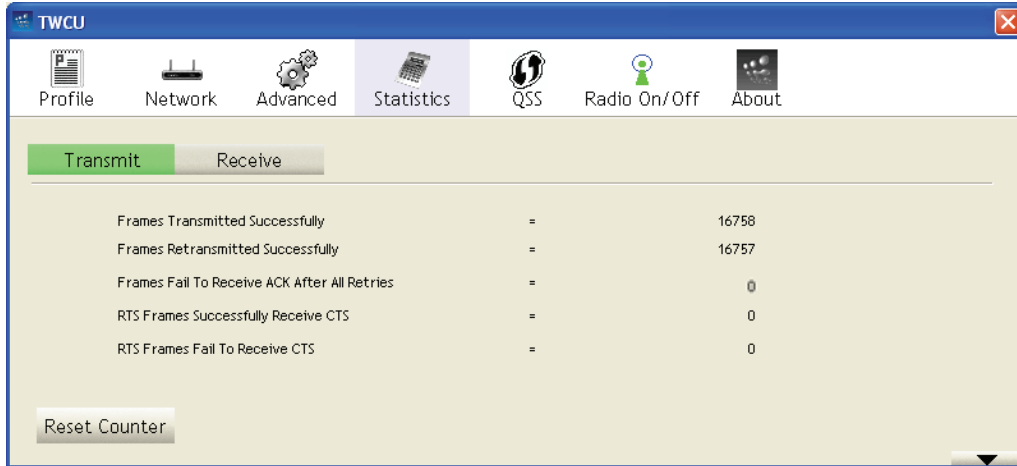 TWCU
Profile Network Advanced Statistics QSS Radio On/Off About
Transmit Receive
Frames Transmitted Successfully = 16758
Frames Retransmitted Successfully = 16757
Frames Fail To Receive ACK After All Retries = 0
RTS Frames Successfully Receive CTS = 0
RTS Frames Fail To Receive CTS = 0
Reset Counter